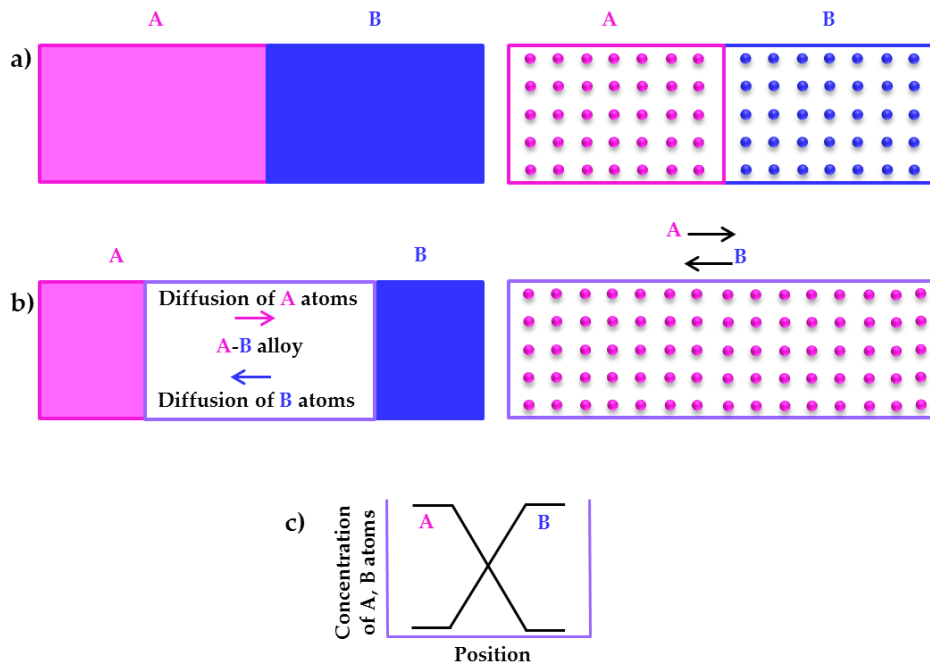 A B A B
a)
A B
A B
b)
Diffusion of A atoms
A-B alloy
Diffusion of B atoms
c)
A B
Concentration
of A, B atoms
Position